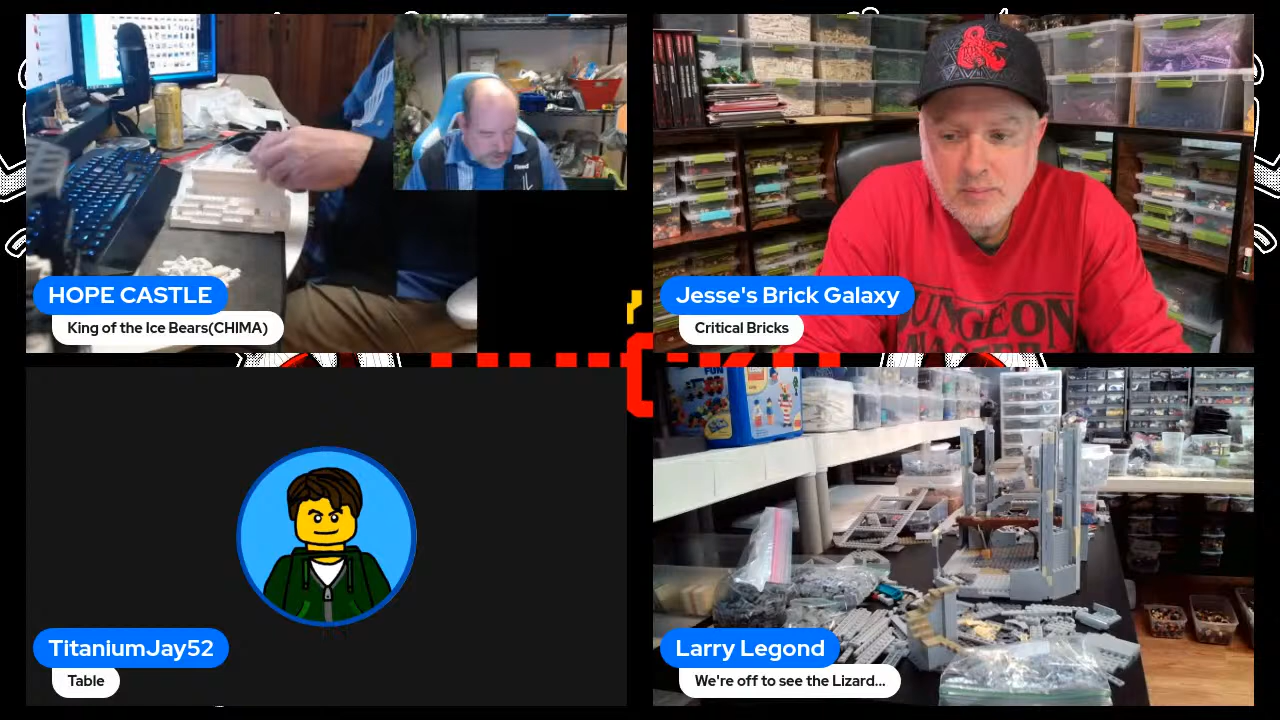 HOPE CASTLE
King of the Ice Bears(CHIMA)
Jesse's Brick Galaxy
Critical Bricks
FUN
TitaniumJay52
Table
Larry Legond
We're off to see the Lizard...